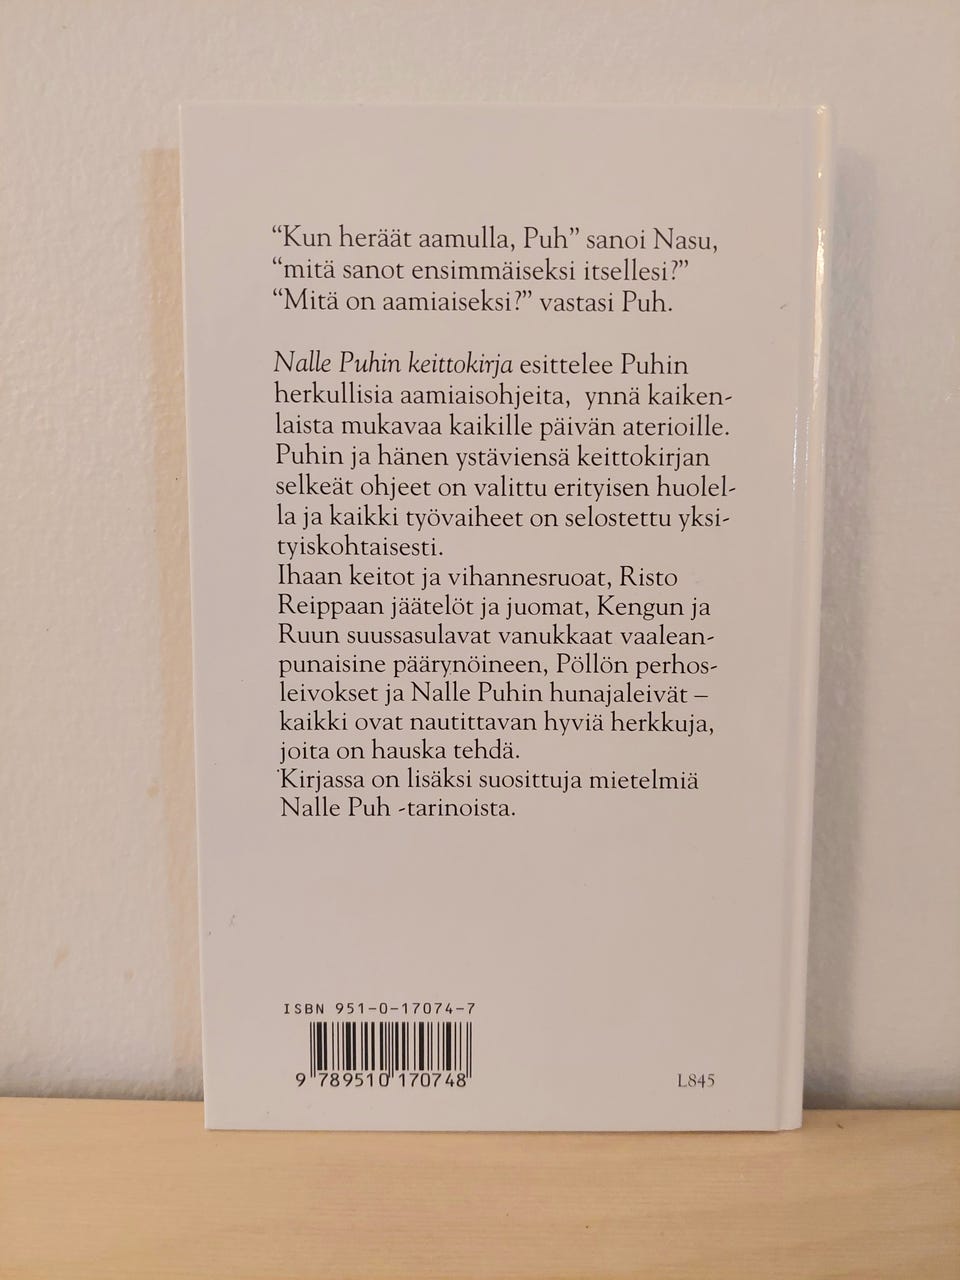 “Kun heräät aamulla, Puh” sanoi Nasu,
“mitä sanot ensimmäiseksi itsellesi?”
“Mitä on aamiaiseksi?” vastasi Puh.
Nalle Puhin keittokirja esittelee Puhin
herkullisia aamiaisohjeita, ynnä kaiken-
laista mukavaa kaikille päivän aterioille.
Puhin ja hänen ystäviensä keittokirjan
selkeät ohjeet on valittu erityisen huolel-
la ja kaikki työvaiheet on selostettu yksi-
tyiskohtaisesti.
Ihaan keitot ja vihannesruoat, Risto
Reippaan jäätelöt ja juomat, Kengun ja
Ruun suussasulavat vanukkaat vaalean-
punaisine päärynöineen, Pöllön perhos-
leivokset ja Nalle Puhin hunajaleivät –
kaikki ovat nautittavan hyviä herkkuja,
joita on hauska tehdä.
Kirjassa on lisäksi suosittuja mietelmiä
Nalle Puh -tarinoista.
ISBN 951-0-17074-7
9 789510 170748
L845